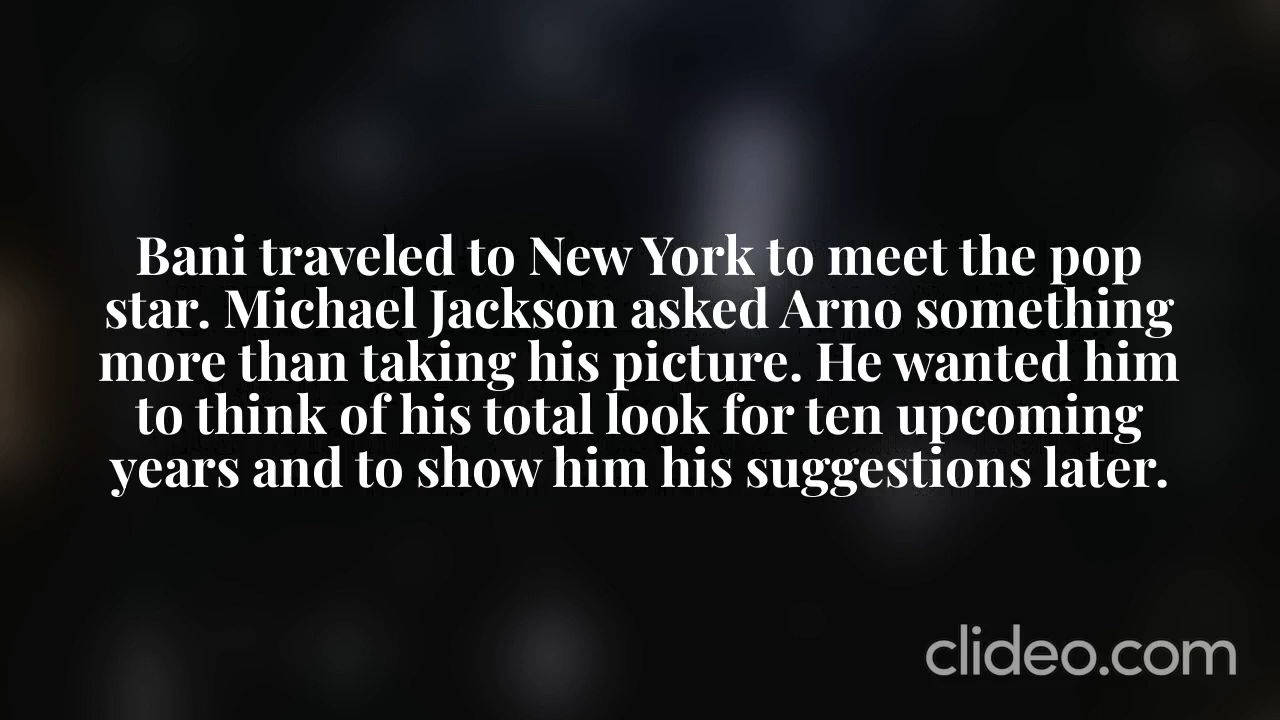 Bani traveled to New York to meet the pop
star. Michael Jackson asked Arno something
more than taking his picture. He wanted him
to think of his total look for ten upcoming
years and to show him his suggestions later.
clideo.com